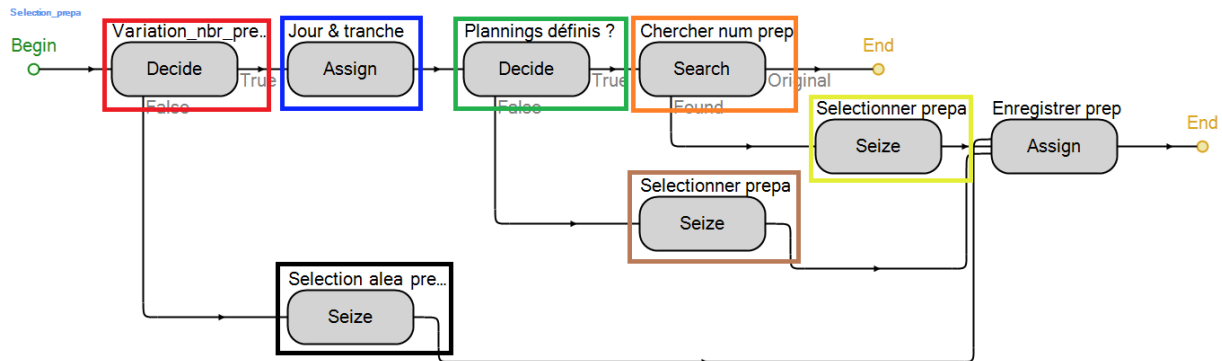 Selection_prepa
Variation_nbr_pre..
Jour & tranche
Plannings définis ?
Chercher num prep
Begin
End
Decide
Assign
Decide
Search
True
True
Original
False
False
Found
Selectionner prepa
Enregistrer prep
End
Seize
Assign
Selectionner prepa
Seize
Selection alea pre...
Seize